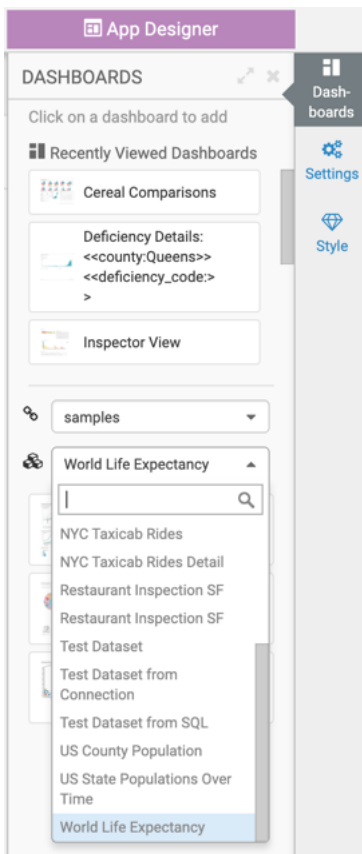 App Designer
DASHBOARDS
Dash-
boards
Click on a dashboard to add
Settings
Recently Viewed Dashboards
Style
Cereal Comparisons
Deficiency Details:
<<county:Queens>>
<<deficiency_code:>
>
Inspector View
samples
World Life Expectancy
NYC Taxicab Rides
NYC Taxicab Rides Detail
Restaurant Inspection SF
Restaurant Inspection SF
Test Dataset
Test Dataset from
Connection
Test Dataset from SQL
US County Population
US State Populations Over
Time
World Life Expectancy